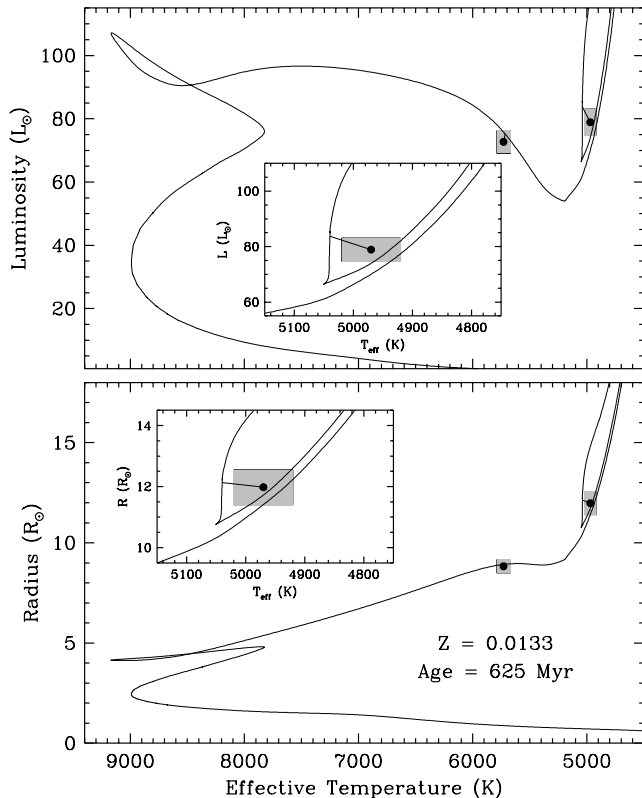 Luminosity (L⊙)
100
80
60
40
20
L (L⊙)
100
80
60
5100 5000 4900 4800
Teff (K)
Radius (R⊙)
15
10
5
0
R (R⊙)
14
12
10
5100 5000 4900 4800
Teff (K)
Z = 0.0133
Age = 625 Myr
9000 8000 7000 6000 5000
Effective Temperature (K)